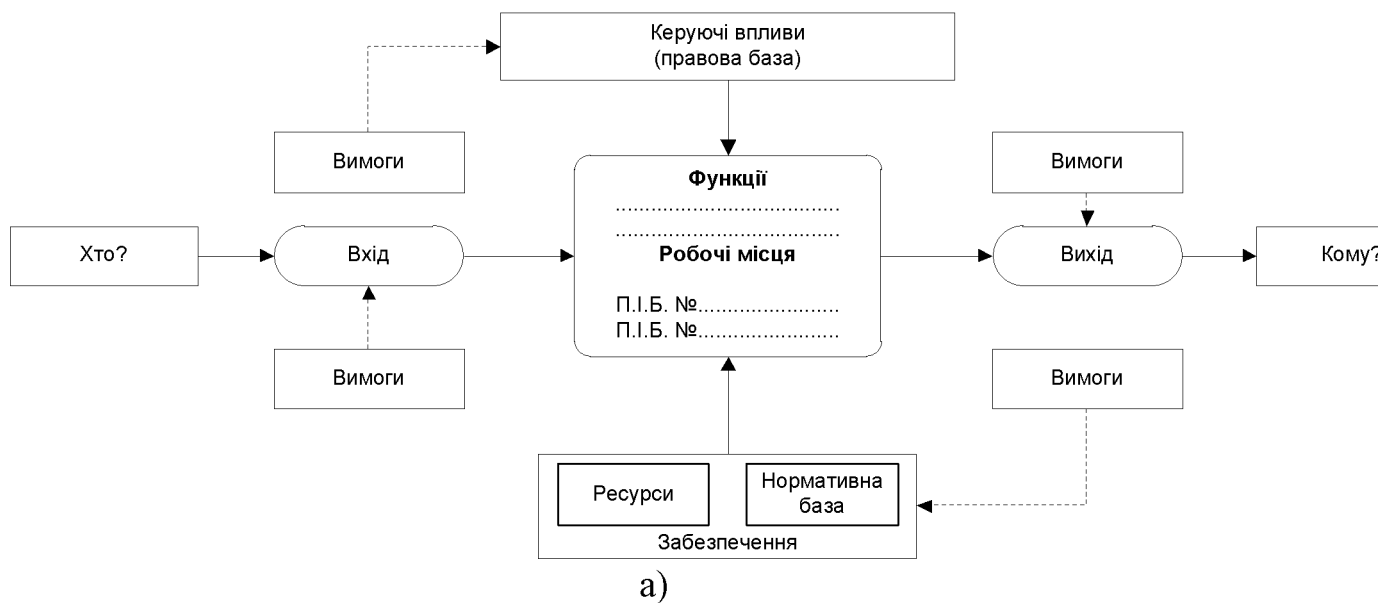 Керуючі впливи
(правова база)
Вимоги
Вимоги
Функції
......................................
......................................
Хто?
Вхід
Робочі місця
Вихід
Кому?
П.І.Б. №........................
П.І.Б. №........................
Вимоги
Вимоги
Ресурси
Нормативна
база
Забезпечення
а)